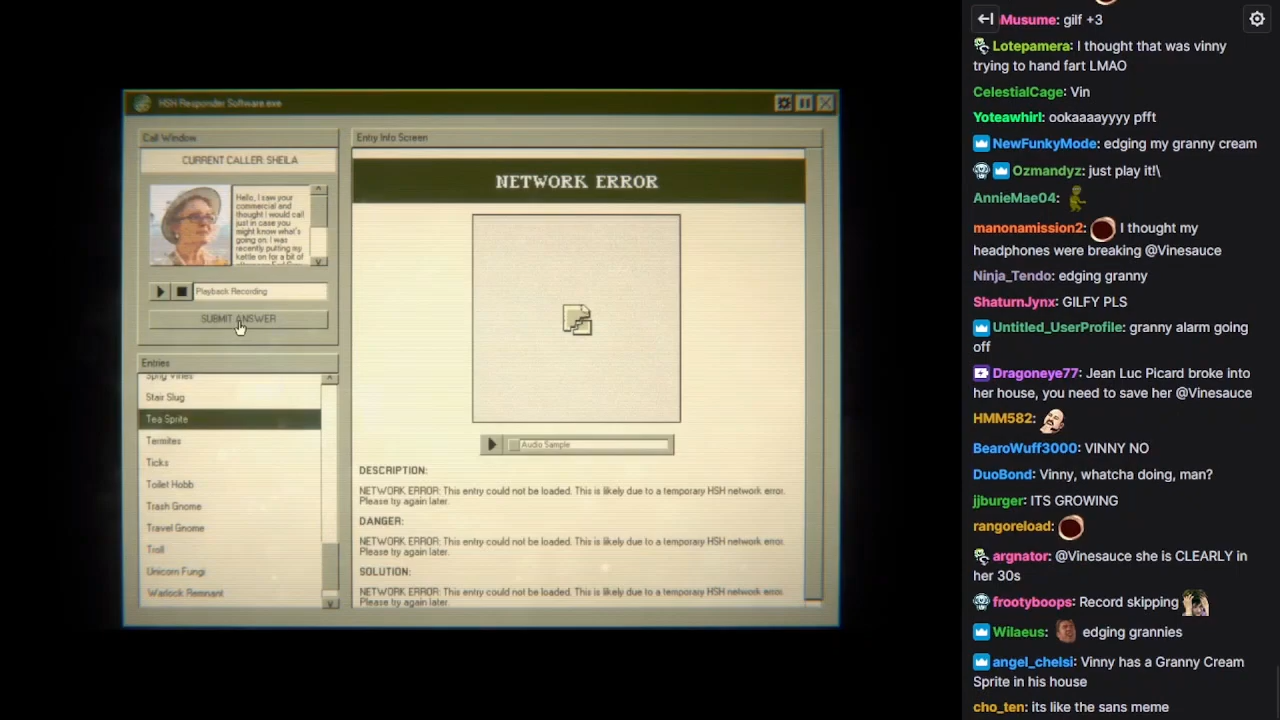 HSH Responder Software.exe
Call Window
CURRENT CALLER: SHEILA
Hello, I saw your
commercial and
thought I would call
just in case you
might know what's
going on. I was
recently putting my
kettle on for a bit of
Playback Recording
SUBMIT ANSWER
Entries
Sprig Vines
Stair Slug
Tea Sprite
Termites
Ticks
Toilet Hobb
Trash Gnome
Travel Gnome
Troll
Unicorn Fungi
Warlock Remnant
Entry Info Screen
NETWORK ERROR
Audio Sample
DESCRIPTION:
NETWORK ERROR: This entry could not be loaded. This is likely due to a temporary HSH network error.
Please try again later.
DANGER:
NETWORK ERROR: This entry could not be loaded. This is likely due to a temporary HSH network error.
Please try again later.
SOLUTION:
NETWORK ERROR: This entry could not be loaded. This is likely due to a temporary HSH network error.
Please try again later.
Musume: gilf +3
Lotepamera: I thought that was vinny
trying to hand fart LMAO
CelestialCage: Vin
Yoteawhirl: ookaaaayyyy pfft
NewFunkyMode: edging my granny cream
Ozmandyz: just play it!\
AnnieMae04:
manonamission2: I thought my
headphones were breaking @Vinesauce
Ninja_Tendo: edging granny
ShaturnJynx: GILFY PLS
Untitled_UserProfile: granny alarm going
off
Dragoneye77: Jean Luc Picard broke into
her house, you need to save her @Vinesauce
HMM582:
BearoWuff3000: VINNY NO
DuoBond: Vinny, whatcha doing, man?
jjburger: ITS GROWING
rangoreload:
argnator: @Vinesauce she is CLEARLY in
her 30s
frootyboops: Record skipping
Wilaeus: edging grannies
angel_chelsi: Vinny has a Granny Cream
Sprite in his house
cho_ten: its like the sans meme